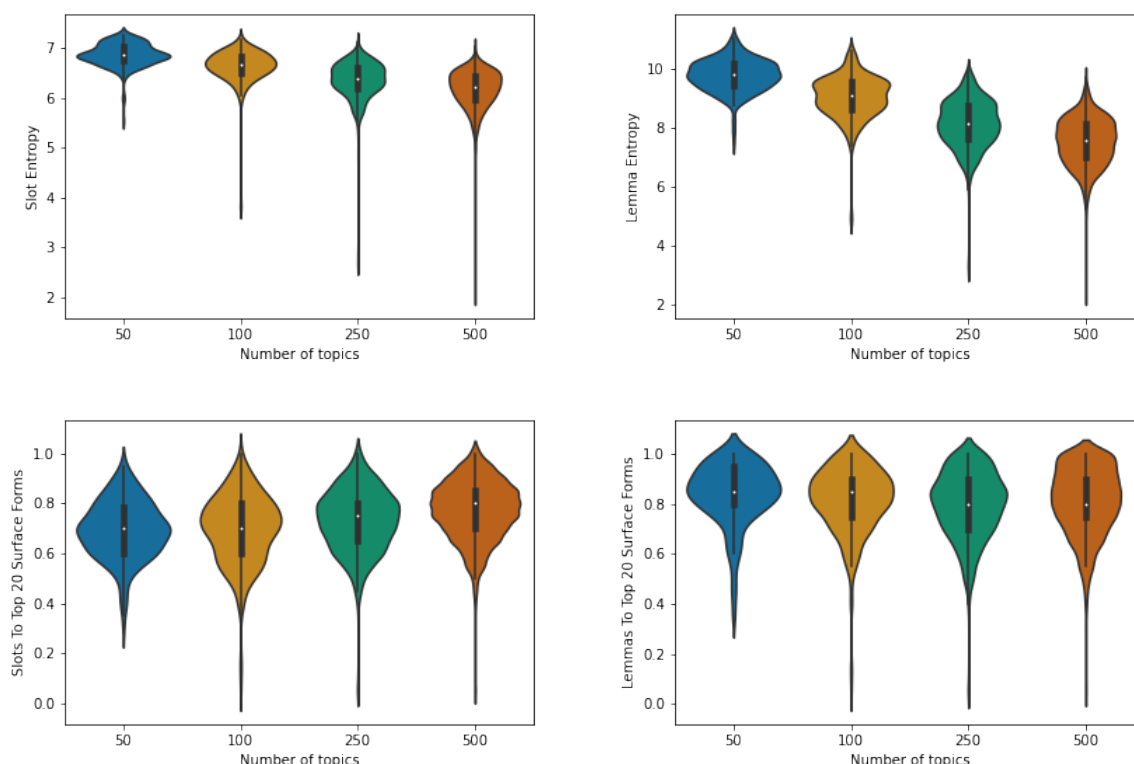 7
6
5
4
3
2
Slot Entropy
50 100 250 500
Number of topics
10
8
6
4
2
Lemma Entropy
50 100 250 500
Number of topics
1.0
0.8
0.6
0.4
0.2
0.0
Slots To Top 20 Surface Forms
50 100 250 500
Number of topics
1.0
0.8
0.6
0.4
0.2
0.0
Lemmas To Top 20 Surface Forms
50 100 250 500
Number of topics